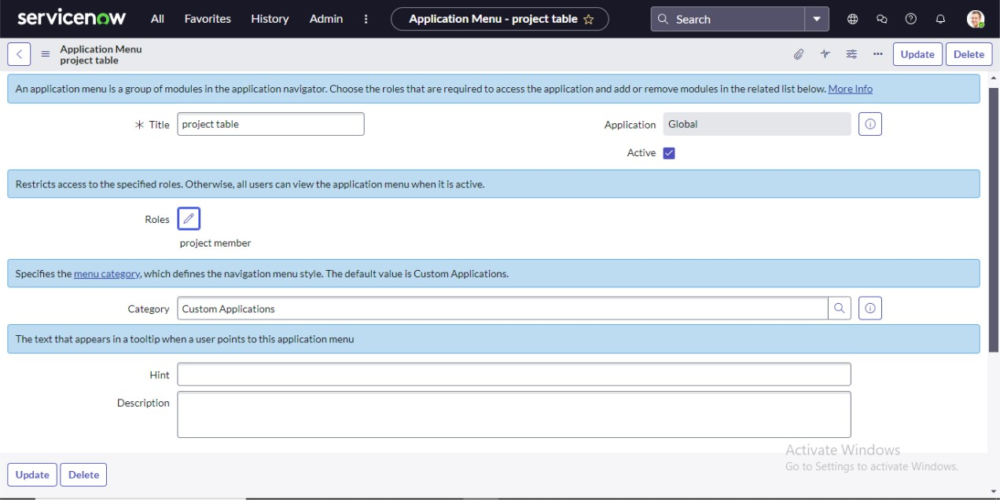 servicenow All Favorites History Admin Application Menu - project table Search
Application Menu
project table
Update Delete
An application menu is a group of modules in the application navigator. Choose the roles that are required to access the application and add or remove modules in the related list below. More Info
Title project table Application Global
Active
Restricts access to the specified roles. Otherwise, all users can view the application menu when it is active.
Roles
project member
Specifies the menu category, which defines the navigation menu style. The default value is Custom Applications.
Category Custom Applications
The text that appears in a tooltip when a user points to this application menu
Hint
Description
Activate Windows
Go to Settings to activate Windows.
Update Delete